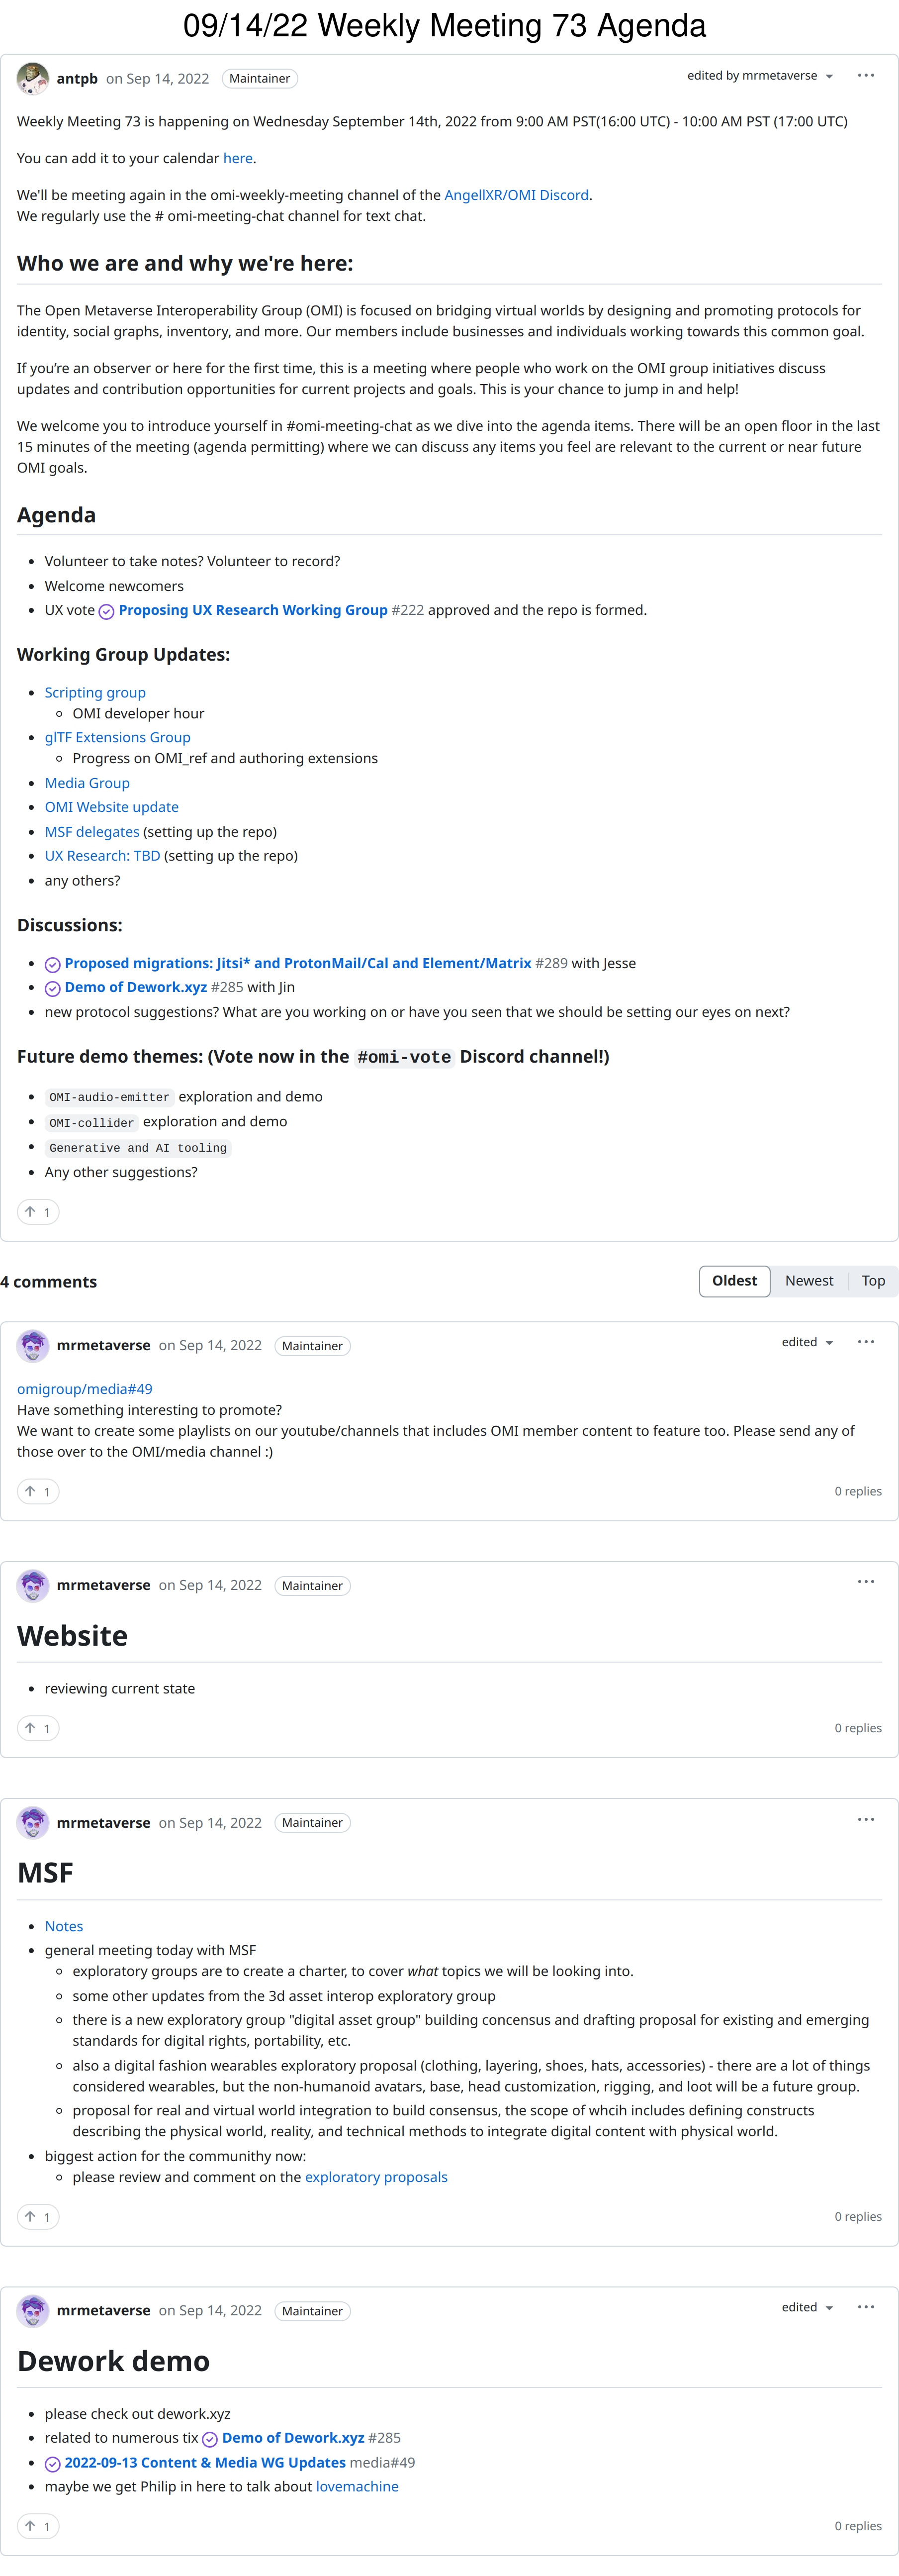 09/14/22 Weekly Meeting 73 Agenda
antpb on Sep 14, 2022 Maintainer edited by mrmetaverse
Weekly Meeting 73 is happening on Wednesday September 14th, 2022 from 9:00 AM PST(16:00 UTC) - 10:00 AM PST (17:00 UTC)
You can add it to your calendar here.
We'll be meeting again in the omi-weekly-meeting channel of the AngellXR/OMI Discord.
We regularly use the # omi-meeting-chat channel for text chat.
Who we are and why we're here:
The Open Metaverse Interoperability Group (OMI) is focused on bridging virtual worlds by designing and promoting protocols for
identity, social graphs, inventory, and more. Our members include businesses and individuals working towards this common goal.
If you're an observer or here for the first time, this is a meeting where people who work on the OMI group initiatives discuss
updates and contribution opportunities for current projects and goals. This is your chance to jump in and help!
We welcome you to introduce yourself in #omi-meeting-chat as we dive into the agenda items. There will be an open floor in the last
15 minutes of the meeting (agenda permitting) where we can discuss any items you feel are relevant to the current or near future
OMI goals.
Agenda
• Volunteer to take notes? Volunteer to record?
• Welcome newcomers
• UX vote Proposing UX Research Working Group #222 approved and the repo is formed.
Working Group Updates:
• Scripting group
◦ OMI developer hour
• glTF Extensions Group
◦ Progress on OMI_ref and authoring extensions
• Media Group
• OMI Website update
• MSF delegates (setting up the repo)
• UX Research: TBD (setting up the repo)
• any others?
Discussions:
• Proposed migrations: Jitsi* and ProtonMail/Cal and Element/Matrix #289 with Jesse
• Demo of Dework.xyz #285 with Jin
• new protocol suggestions? What are you working on or have you seen that we should be setting our eyes on next?
Future demo themes: (Vote now in the #omi-vote Discord channel!)
• OMI-audio-emitter exploration and demo
• OMI-collider exploration and demo
• Generative and AI tooling
• Any other suggestions?
↑ 1
4 comments Oldest Newest Top
mrmetaverse on Sep 14, 2022 Maintainer edited
omigroup/media#49
Have something interesting to promote?
We want to create some playlists on our youtube/channels that includes OMI member content to feature too. Please send any of
those over to the OMI/media channel :)
↑ 1 0 replies
mrmetaverse on Sep 14, 2022 Maintainer
Website
• reviewing current state
↑ 1 0 replies
mrmetaverse on Sep 14, 2022 Maintainer
MSF
• Notes
• general meeting today with MSF
◦ exploratory groups are to create a charter, to cover what topics we will be looking into.
◦ some other updates from the 3d asset interop exploratory group
◦ there is a new exploratory group "digital asset group" building concensus and drafting proposal for existing and emerging
standards for digital rights, portability, etc.
◦ also a digital fashion wearables exploratory proposal (clothing, layering, shoes, hats, accessories) - there are a lot of things
considered wearables, but the non-humanoid avatars, base, head customization, rigging, and loot will be a future group.
◦ proposal for real and virtual world integration to build consensus, the scope of whcih includes defining constructs
describing the physical world, reality, and technical methods to integrate digital content with physical world.
• biggest action for the communithy now:
◦ please review and comment on the exploratory proposals
↑ 1 0 replies
mrmetaverse on Sep 14, 2022 Maintainer edited
Dework demo
• please check out dework.xyz
• related to numerous tix Demo of Dework.xyz #285
• 2022-09-13 Content & Media WG Updates media#49
• maybe we get Philip in here to talk about lovemachine
↑ 1 0 replies